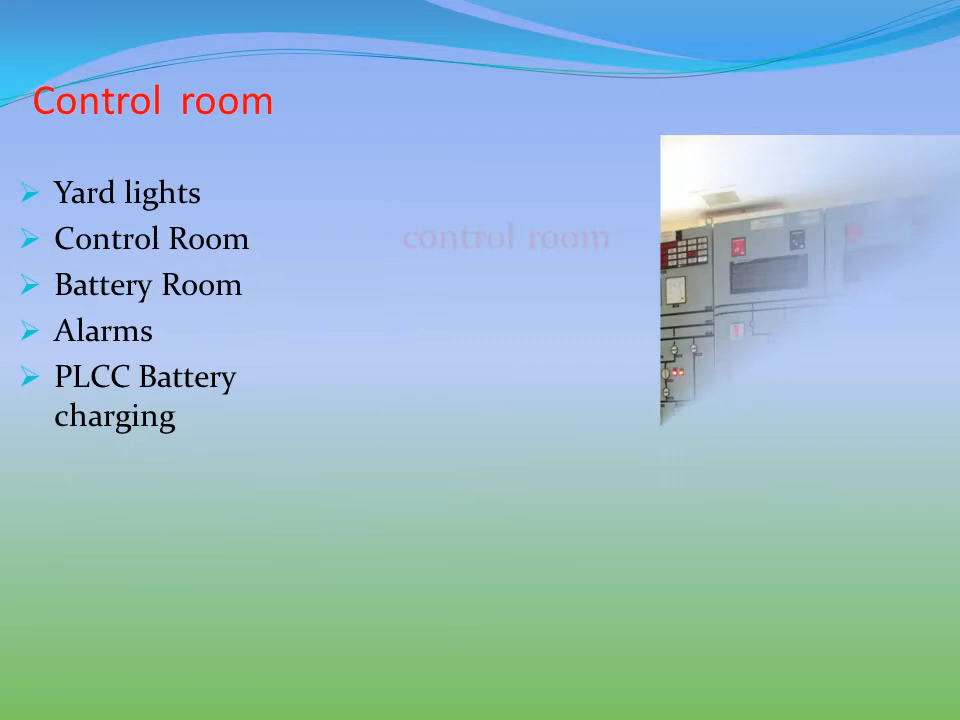 Control room
Yard lights
Control Room
control room
Battery Room
Alarms
PLCC Battery
charging